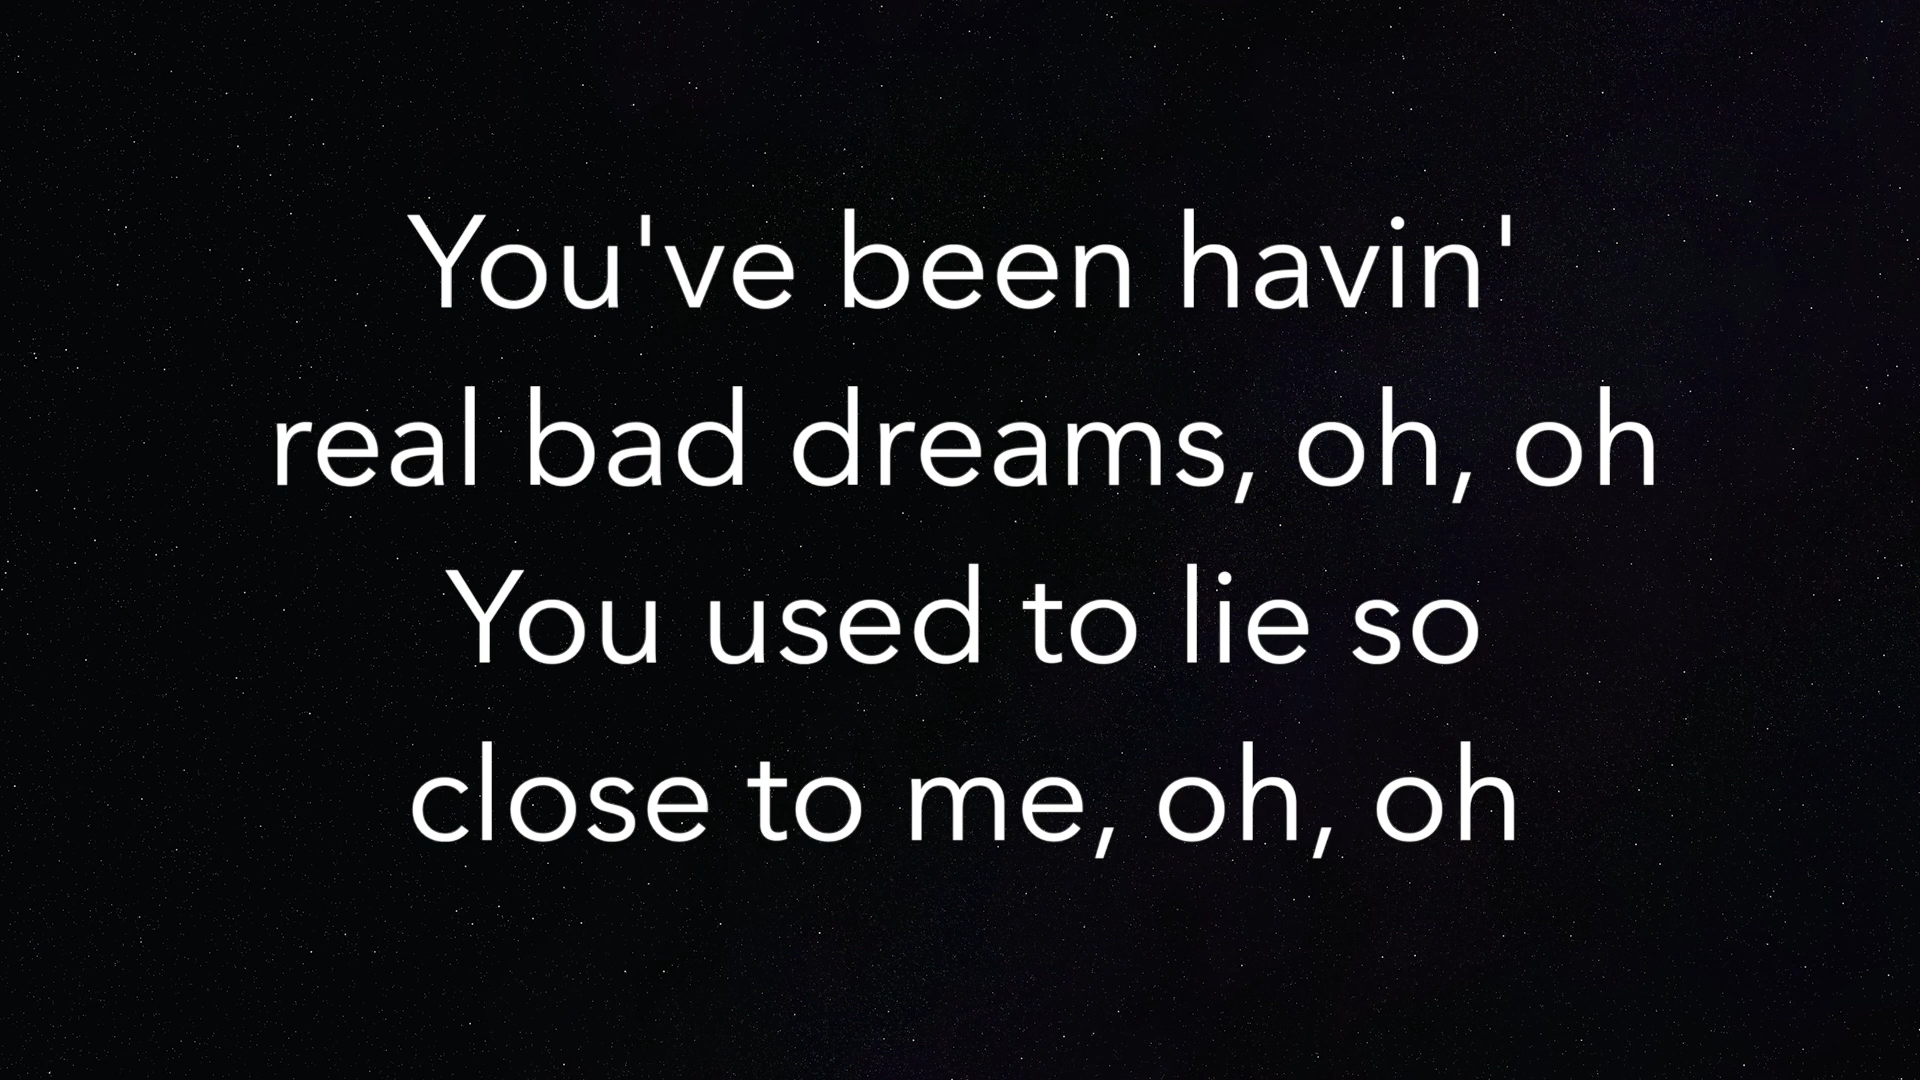 You've been havin'
real bad dreams, oh, oh
You used to lie so
close to me, oh, oh